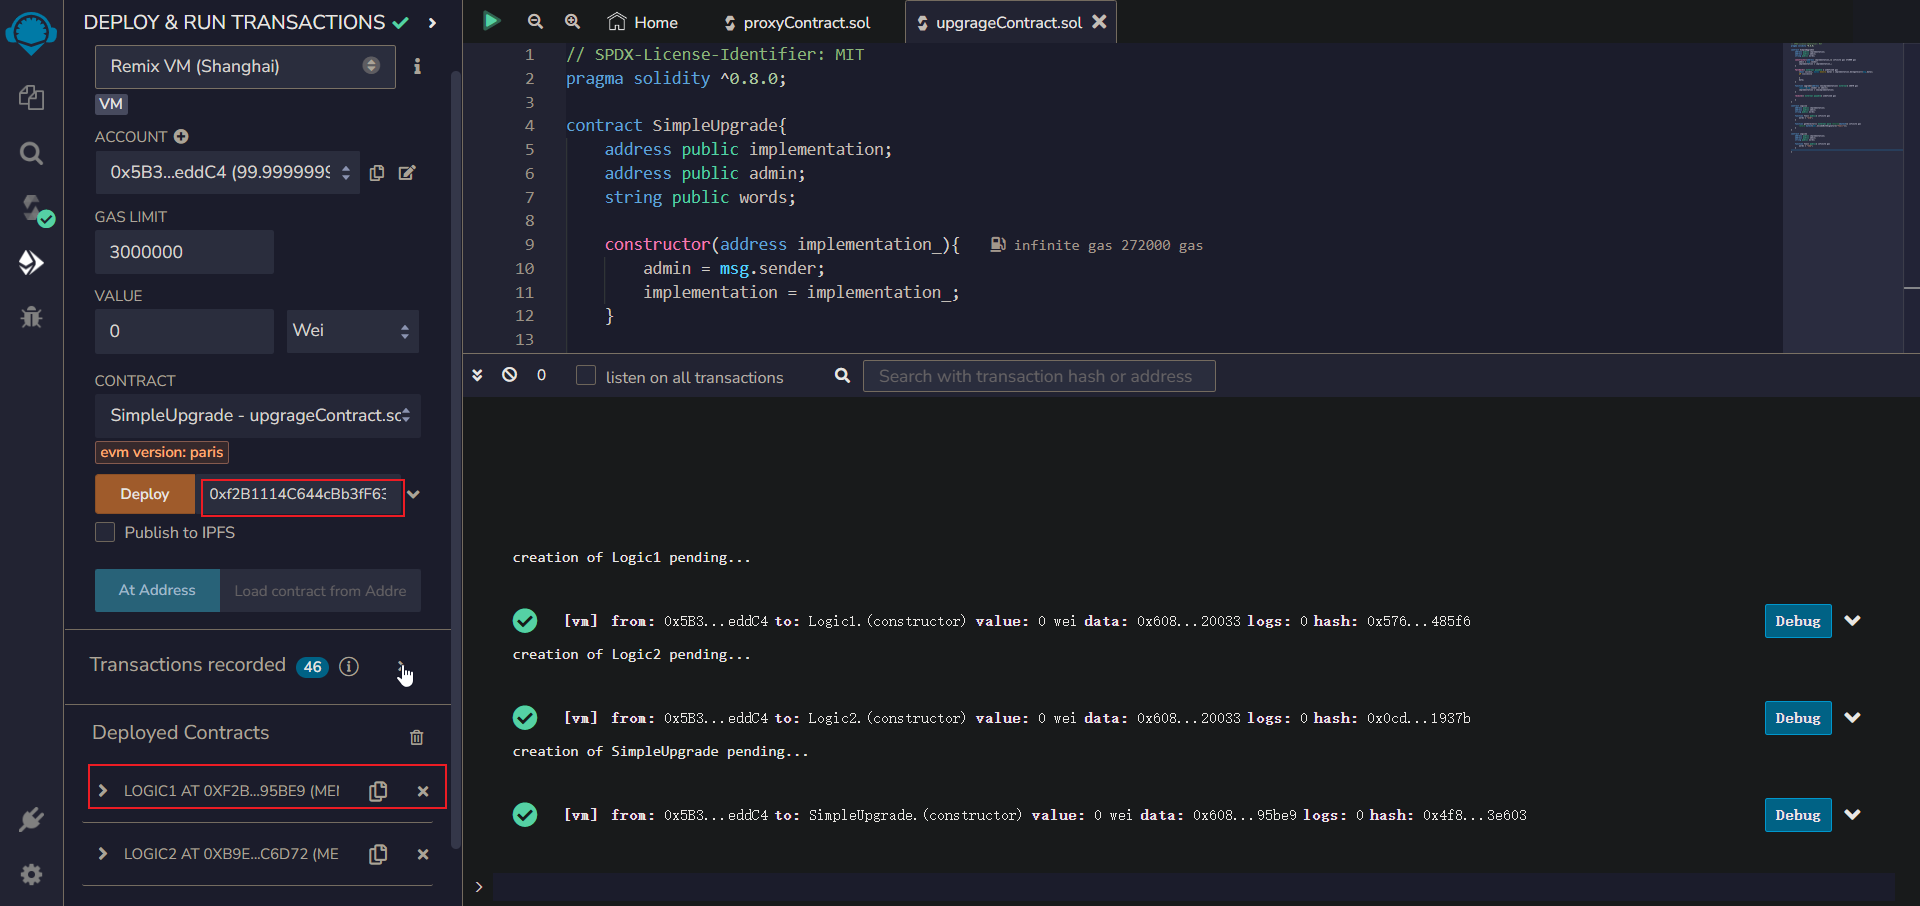 DEPLOY & RUN TRANSACTIONS
Remix VM (Shanghai)
VM
ACCOUNT
0x5B3...eddC4 (99.9999999
GAS LIMIT
3000000
VALUE
0
Wei
CONTRACT
SimpleUpgrade - upgrageContract.sc
evm version: paris
Deploy
0xf2B1114C644cBb3fF63
Publish to IPFS
At Address
Load contract from Addre
Transactions recorded 46
Deployed Contracts
LOGIC1 AT 0XF2B...95BE9 (MEI
LOGIC2 AT 0XB9E...C6D72 (ME
Home
proxyContract.sol
upgrageContract.sol
1 // SPDX-License-Identifier: MIT
2 pragma solidity ^0.8.0;
3
4 contract SimpleUpgrade{
5 address public implementation;
6 address public admin;
7 string public words;
8
9 constructor(address implementation_){ infinite gas 272000 gas
10 admin = msg.sender;
11 implementation = implementation_;
12 }
13
0
listen on all transactions
Search with transaction hash or address
creation of Logic1 pending...
[vm] from: 0x5B3...eddC4 to: Logic1.(constructor) value: 0 wei data: 0x608...20033 logs: 0 hash: 0x576...485f6
Debug
creation of Logic2 pending...
[vm] from: 0x5B3...eddC4 to: Logic2.(constructor) value: 0 wei data: 0x608...20033 logs: 0 hash: 0x0cd...1937b
Debug
creation of SimpleUpgrade pending...
[vm] from: 0x5B3...eddC4 to: SimpleUpgrade.(constructor) value: 0 wei data: 0x608...95be9 logs: 0 hash: 0x4f8...3e603
Debug
>